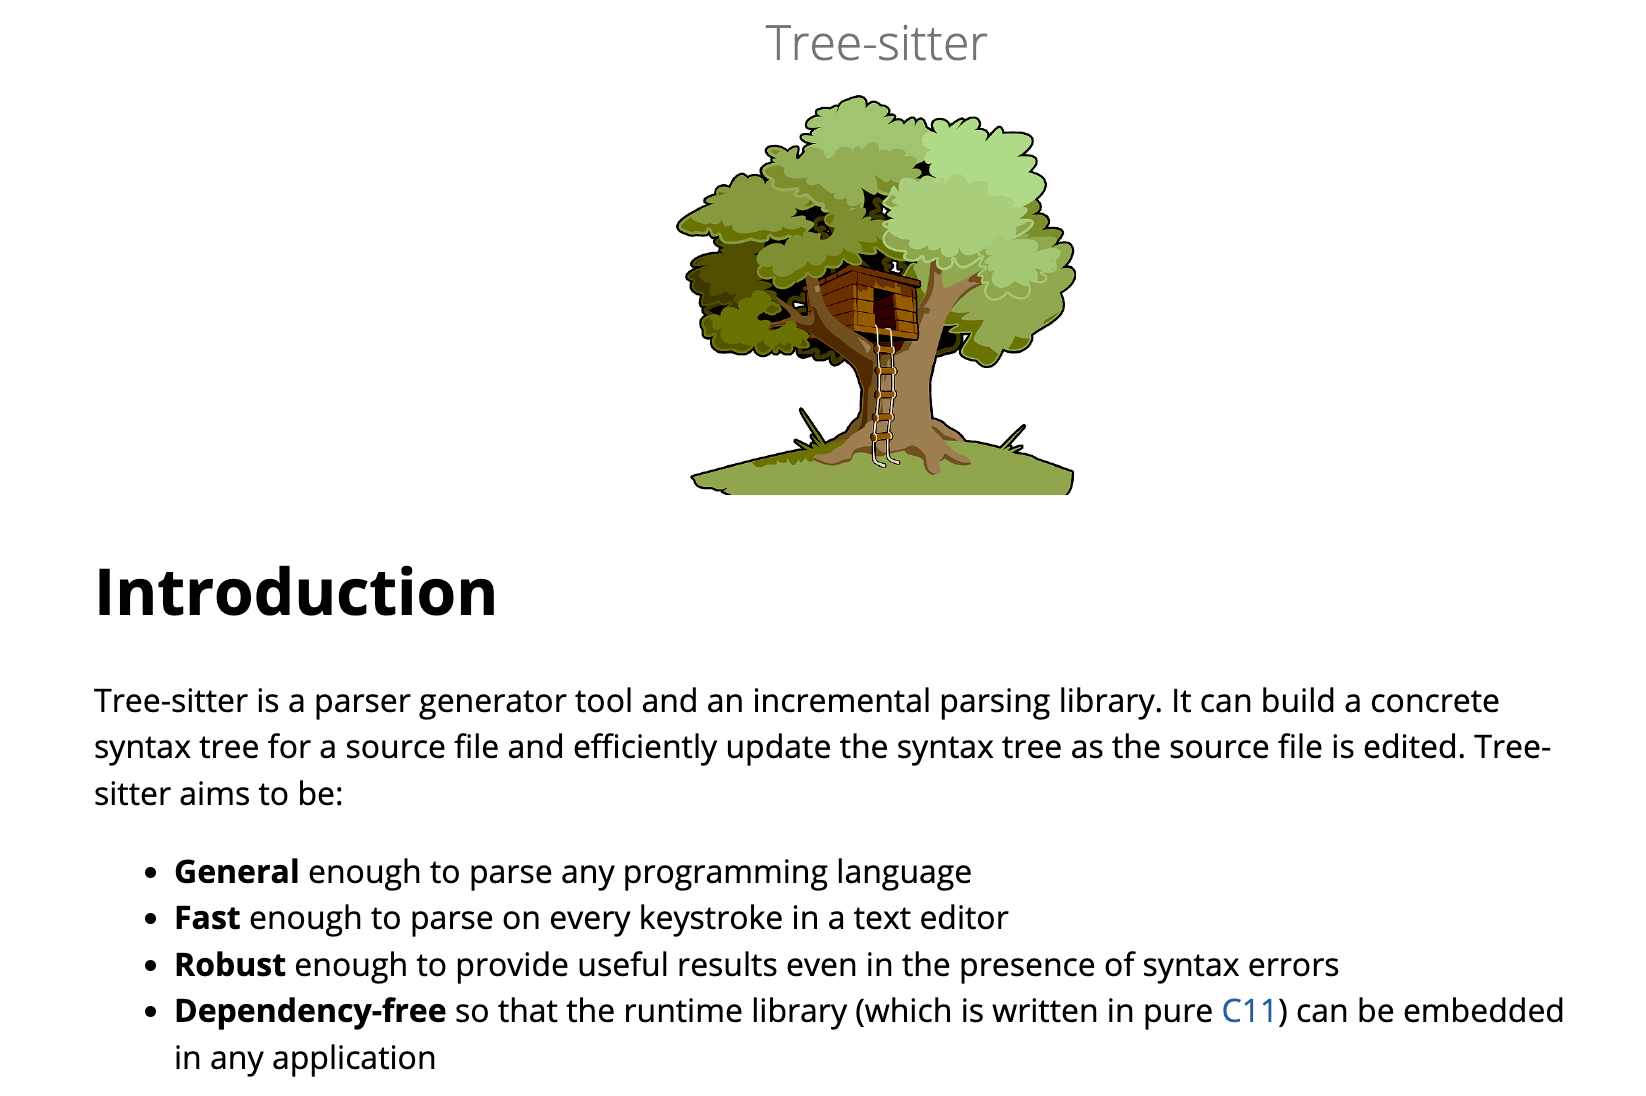 Tree-sitter
Introduction
Tree-sitter is a parser generator tool and an incremental parsing library. It can build a concrete
syntax tree for a source file and efficiently update the syntax tree as the source file is edited. Tree-
sitter aims to be:
• General enough to parse any programming language
• Fast enough to parse on every keystroke in a text editor
• Robust enough to provide useful results even in the presence of syntax errors
• Dependency-free so that the runtime library (which is written in pure C11) can be embedded
in any application